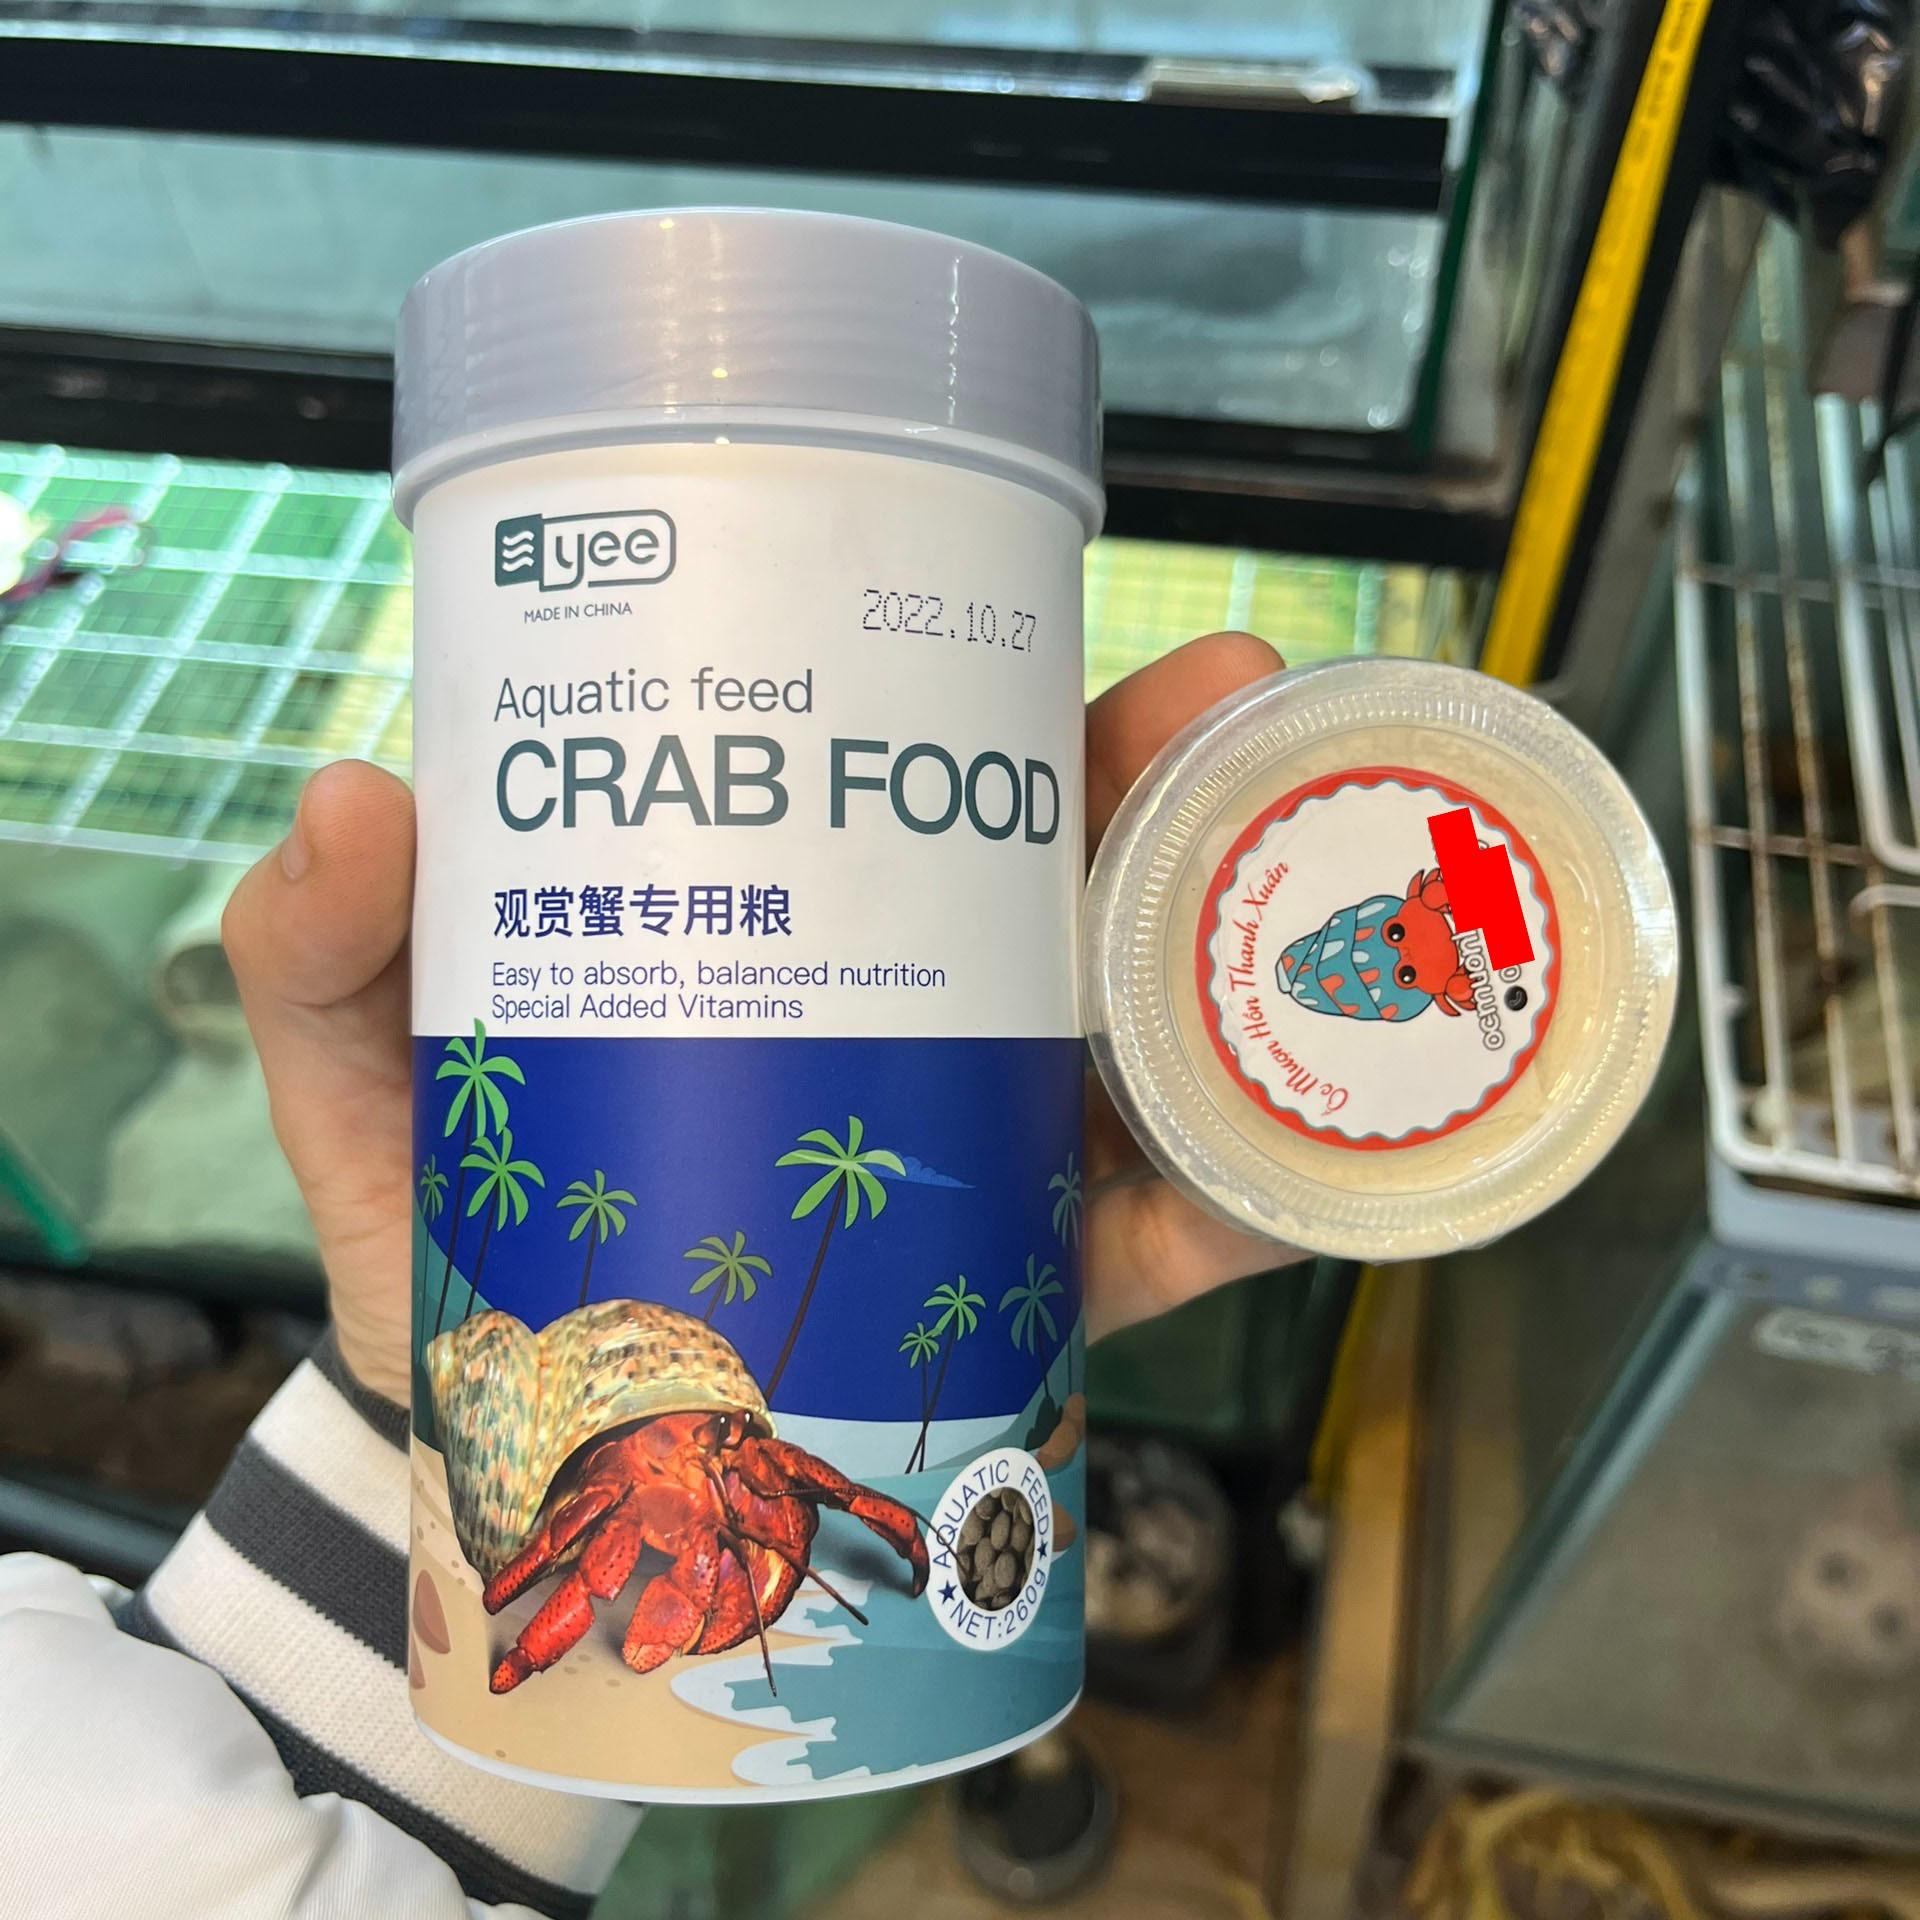 yee
MADE IN CHINA
2022.10.27
Aquatic feed
CRAB FOOD
观赏蟹专用粮
Easy to absorb, balanced nutrition
Special Added Vitamins
AQUATIC FEED
NET:260g
Ốc Mượn Hồn Thanh Xuân